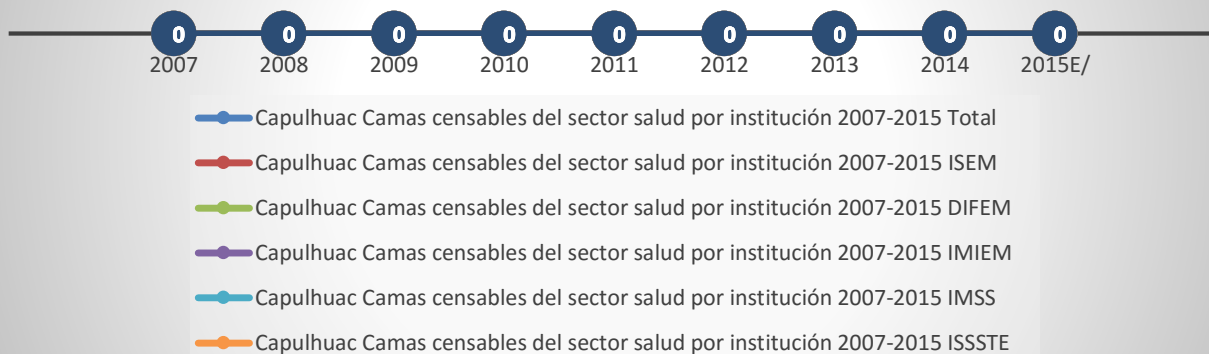 0 0 0 0 0 0 0 0 0
2007 2008 2009 2010 2011 2012 2013 2014 2015E/
Capulhuac Camas censables del sector salud por institución 2007-2015 Total
Capulhuac Camas censables del sector salud por institución 2007-2015 ISEM
Capulhuac Camas censables del sector salud por institución 2007-2015 DIFEM
Capulhuac Camas censables del sector salud por institución 2007-2015 IMIEM
Capulhuac Camas censables del sector salud por institución 2007-2015 IMSS
Capulhuac Camas censables del sector salud por institución 2007-2015 ISSSTE